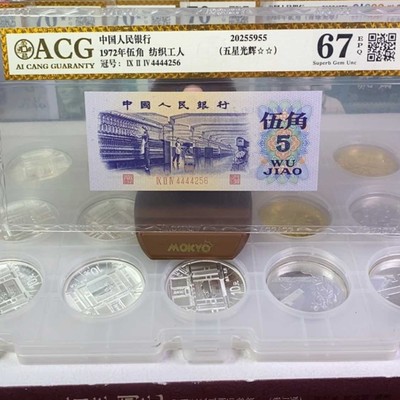 ACG
AI CANG GUARANTY
中国人民银行
1972年伍角 纺织工人
冠号：IX II IV 4444256
20255955
(五星光辉☆☆)
67 EPQ
Superb Gem Unc
中國人民銀行
伍角
5
WU
JIAO
IX II IV 4444256
MOKYO